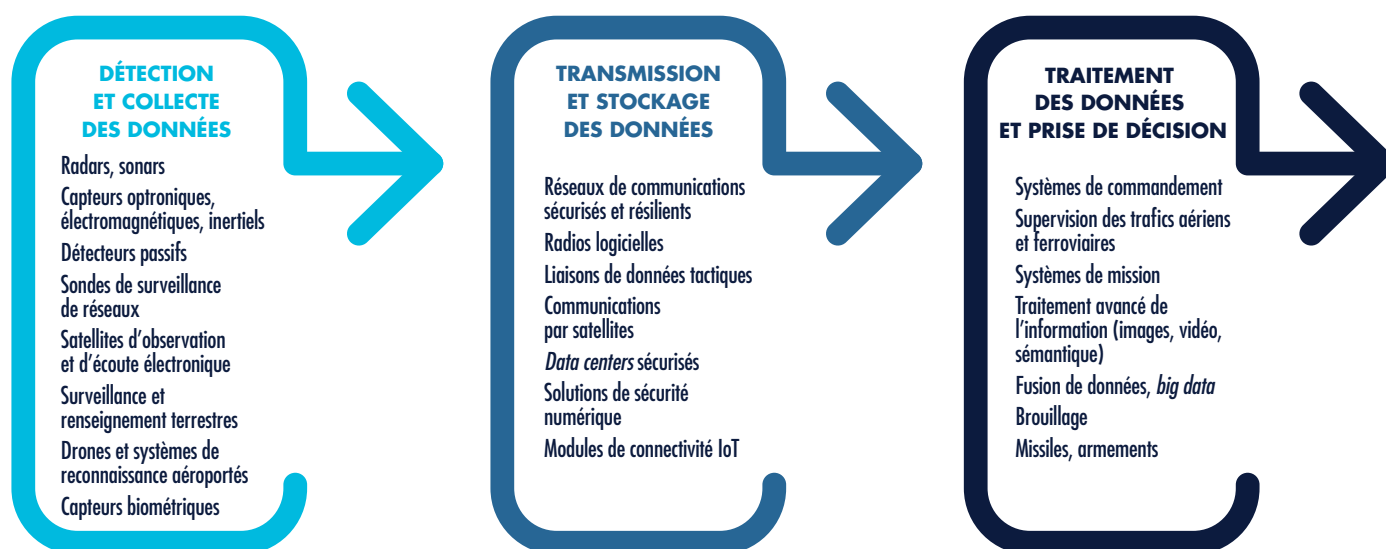 DÉTECTION
ET COLLECTE
DES DONNÉES
Radars, sonars
Capteurs optroniques,
électromagnétiques, inertiels
Détecteurs passifs
Sondes de surveillance
de réseaux
Satellites d’observation
et d’écoute électronique
Surveillance et
renseignement terrestres
Drones et systèmes de
reconnaissance aéroportés
Capteurs biométriques
TRANSMISSION
ET STOCKAGE
DES DONNÉES
Réseaux de communications
sécurisés et résilients
Radios logicielles
Liaisons de données tactiques
Communications
par satellites
Data centers sécurisés
Solutions de sécurité
numérique
Modules de connectivité IoT
TRAITEMENT
DES DONNÉES
ET PRISE DE DÉCISION
Systèmes de commandement
Supervision des trafics aériens
et ferroviaires
Systèmes de mission
Traitement avancé de
l’information (images, vidéo,
sémantique)
Fusion de données, big data
Brouillage
Missiles, armements